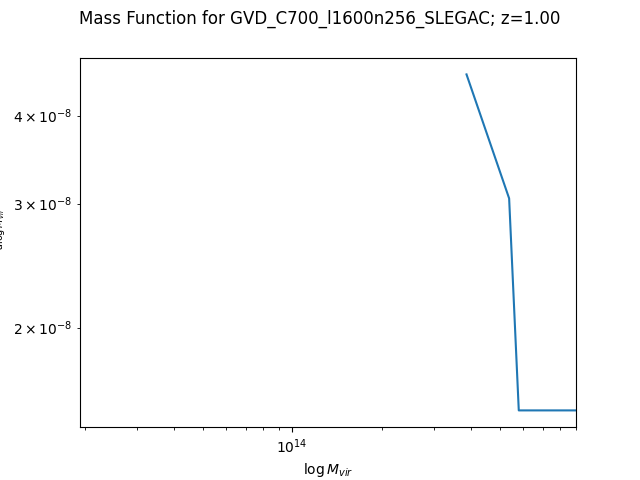 Mass Function for GVD_C700_l1600n256_SLEGAC; z=1.00
4 × 10⁻⁸
3 × 10⁻⁸
2 × 10⁻⁸
10¹⁴
log M_vir